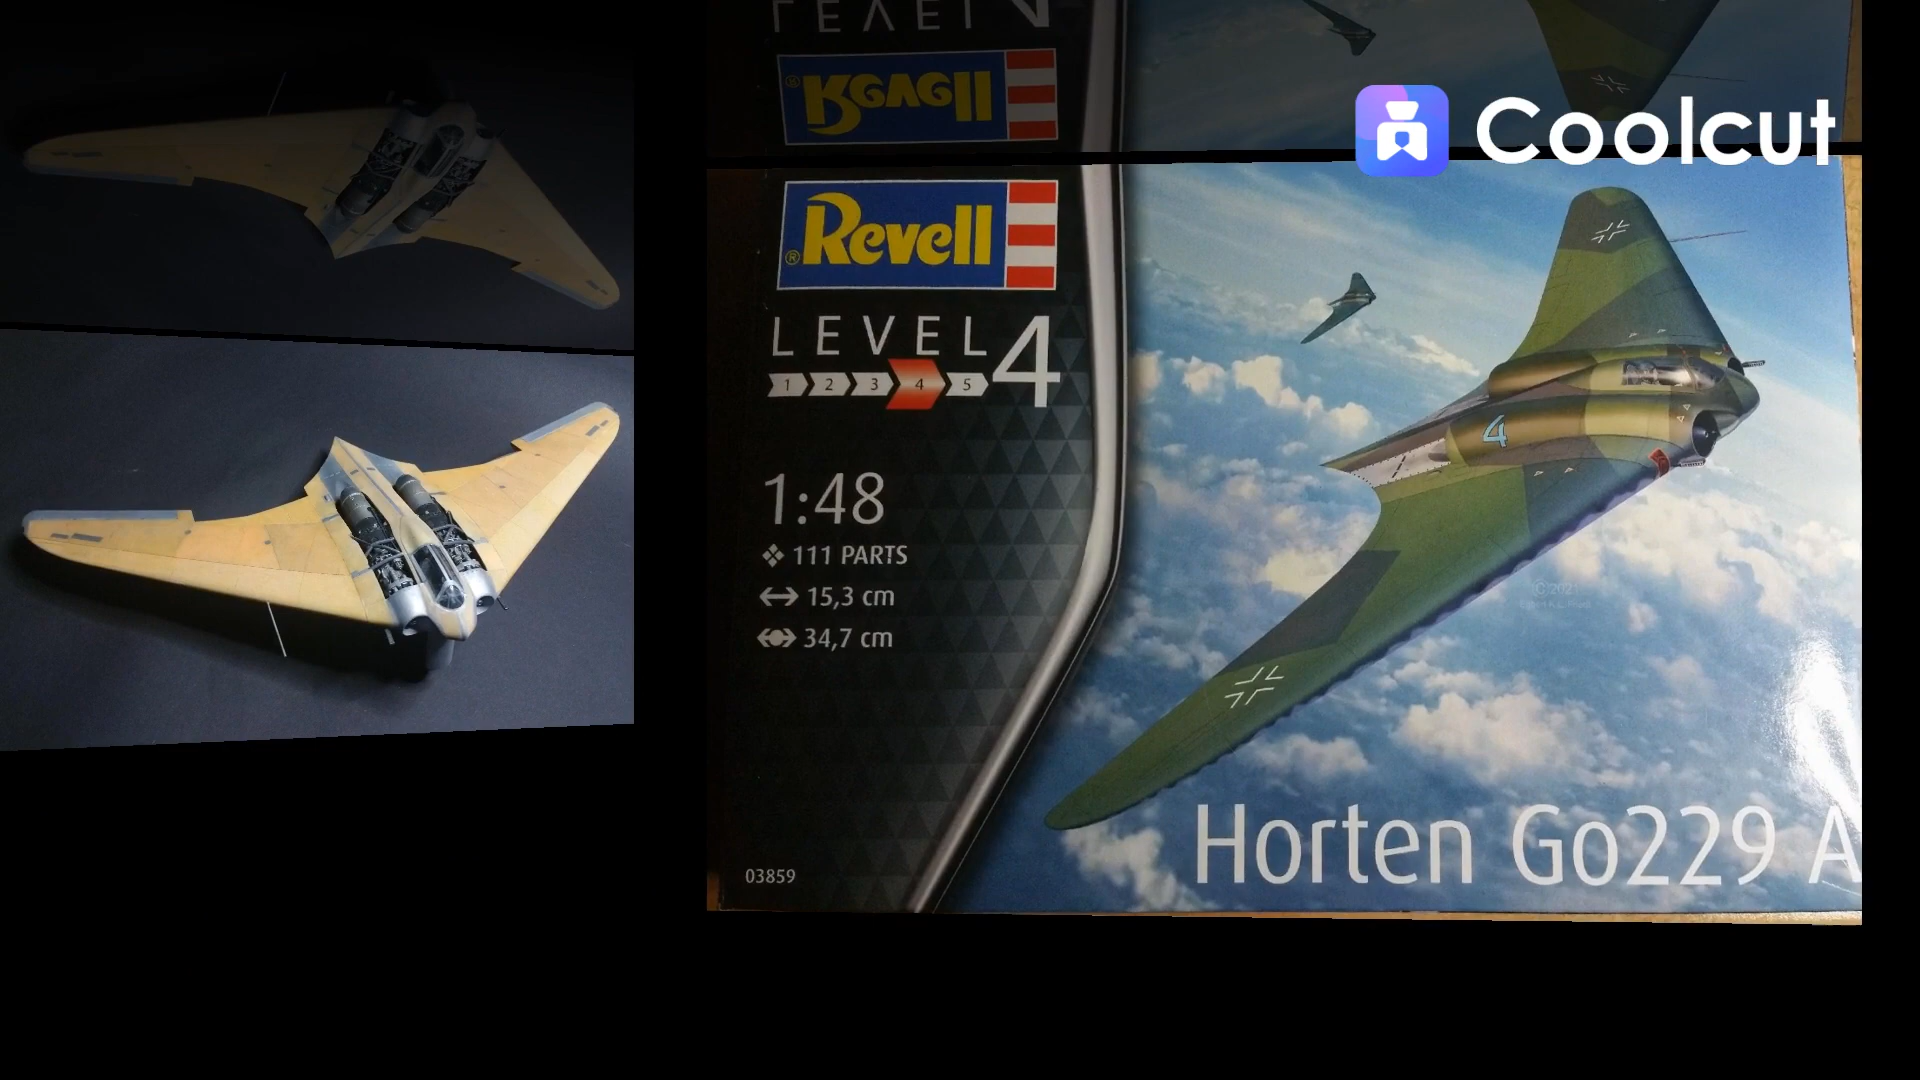 Coolcut
Revell
®
LEVEL 4
1 2 3 4 5
1:48
111 PARTS
15,3 cm
34,7 cm
4
©2021
03859
Horten Go229 A